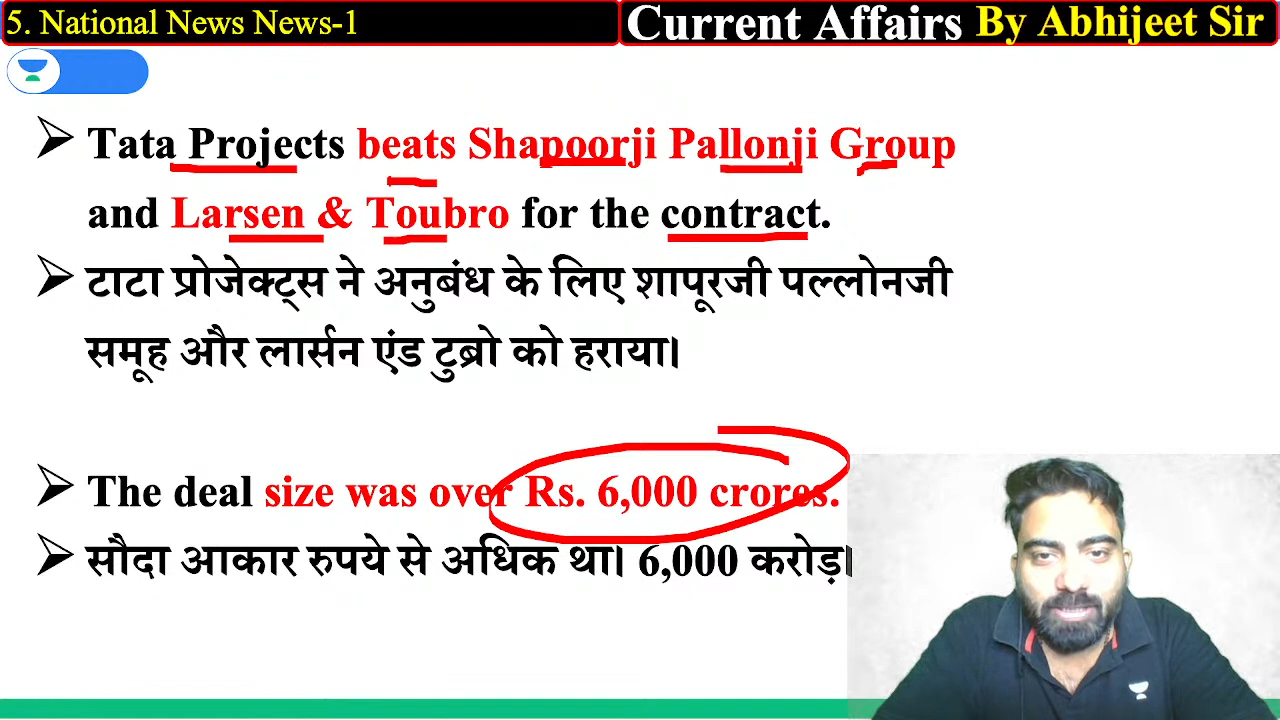 5. National News News-1
Current Affairs By Abhijeet Sir
Tata Projects beats Shapoorji Pallonji Group
and Larsen & Toubro for the contract.
टाटा प्रोजेक्ट्स ने अनुबंध के लिए शापूरजी पल्लोनजी
समूह और लार्सन एंड टुब्रो को हराया।
The deal size was over Rs. 6,000 crores.
सौदा आकार रुपये से अधिक था। 6,000 करोड़।